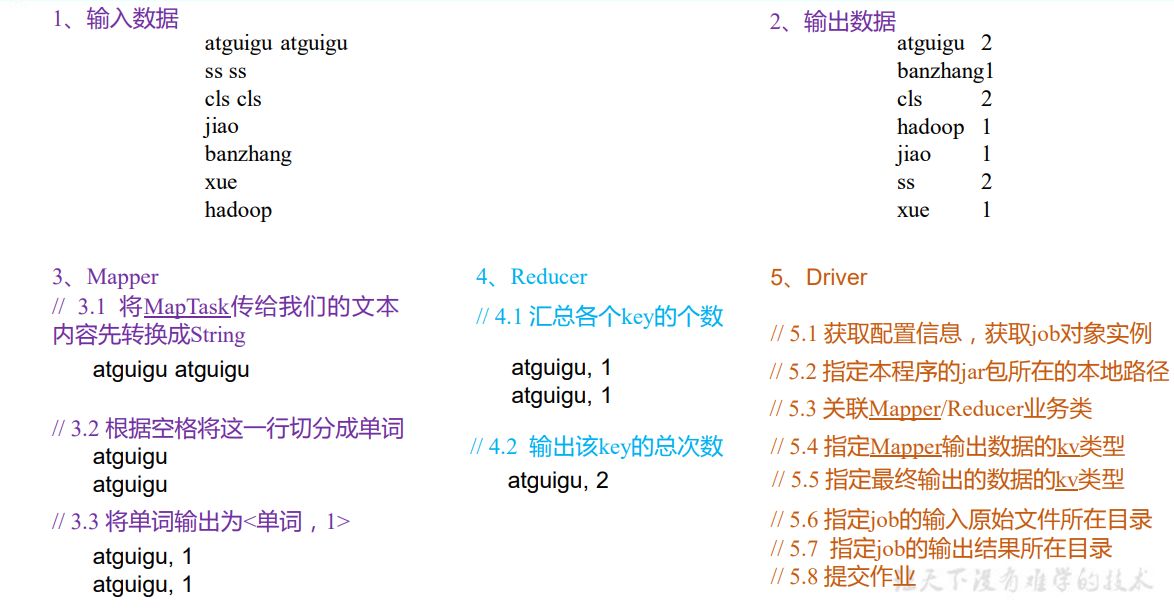 1、输入数据
atguigu atguigu
ss ss
cls cls
jiao
banzhang
xue
hadoop
2、输出数据
atguigu 2
banzhang1
cls 2
hadoop 1
jiao 1
ss 2
xue 1
3、Mapper
// 3.1 将MapTask传给我们的文本
内容先转换成String
atguigu atguigu
// 3.2 根据空格将这一行切分成单词
atguigu
atguigu
// 3.3 将单词输出为<单词，1>
atguigu, 1
atguigu, 1
4、Reducer
// 4.1 汇总各个key的个数
atguigu, 1
atguigu, 1
// 4.2 输出该key的总次数
atguigu, 2
5、Driver
// 5.1 获取配置信息，获取job对象实例
// 5.2 指定本程序的jar包所在的本地路径
// 5.3 关联Mapper/Reducer业务类
// 5.4 指定Mapper输出数据的kv类型
// 5.5 指定最终输出的数据的kv类型
// 5.6 指定job的输入原始文件所在目录
// 5.7 指定job的输出结果所在目录
// 5.8 提交作业
天下没有难学的技术